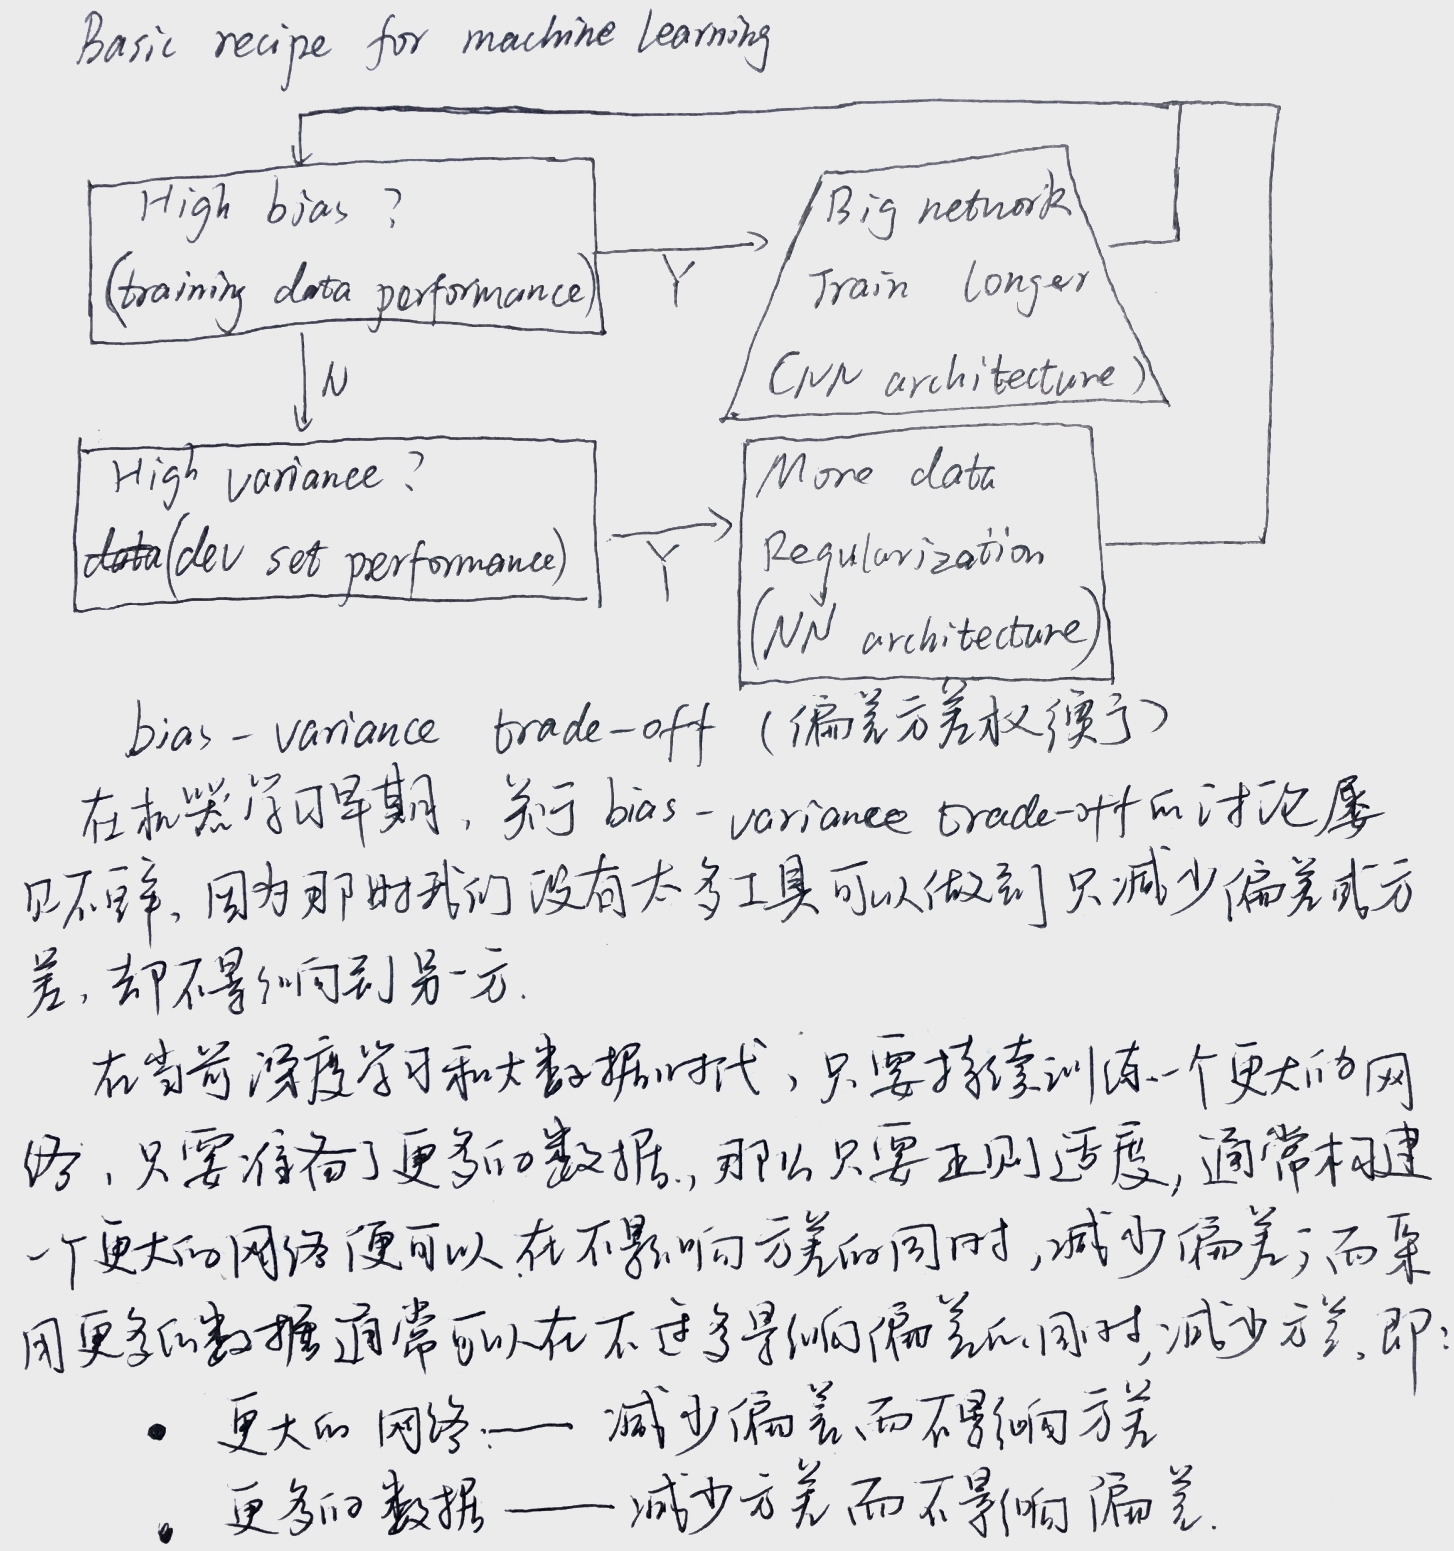 Basic recipe for machine learning
High bias ?
(training data performance)
Y
Big network
Train longer
(NN architecture)
N
High variance ?
data(dev set performance)
Y
More data
Regularization
(NN architecture)
bias-variance trade-off (偏差方差权衡)
在机器学习早期，关于 bias-variance trade-off 的讨论屡
见不鲜，因为那时我们没有太多工具可以做到只减少偏差或方
差，却不影响到另一方.
在当前深度学习和大数据时代，只要持续训练一个更大的网
络，只要准备了更多的数据，那么只要正则适度，通常构建
一个更大的网络便可以在不影响方差的同时，减少偏差；而采
用更多的数据通常可以在不过多影响偏差的同时，减少方差，即：
• 更大的网络 —— 减少偏差而不影响方差
• 更多的数据 —— 减少方差而不影响偏差.